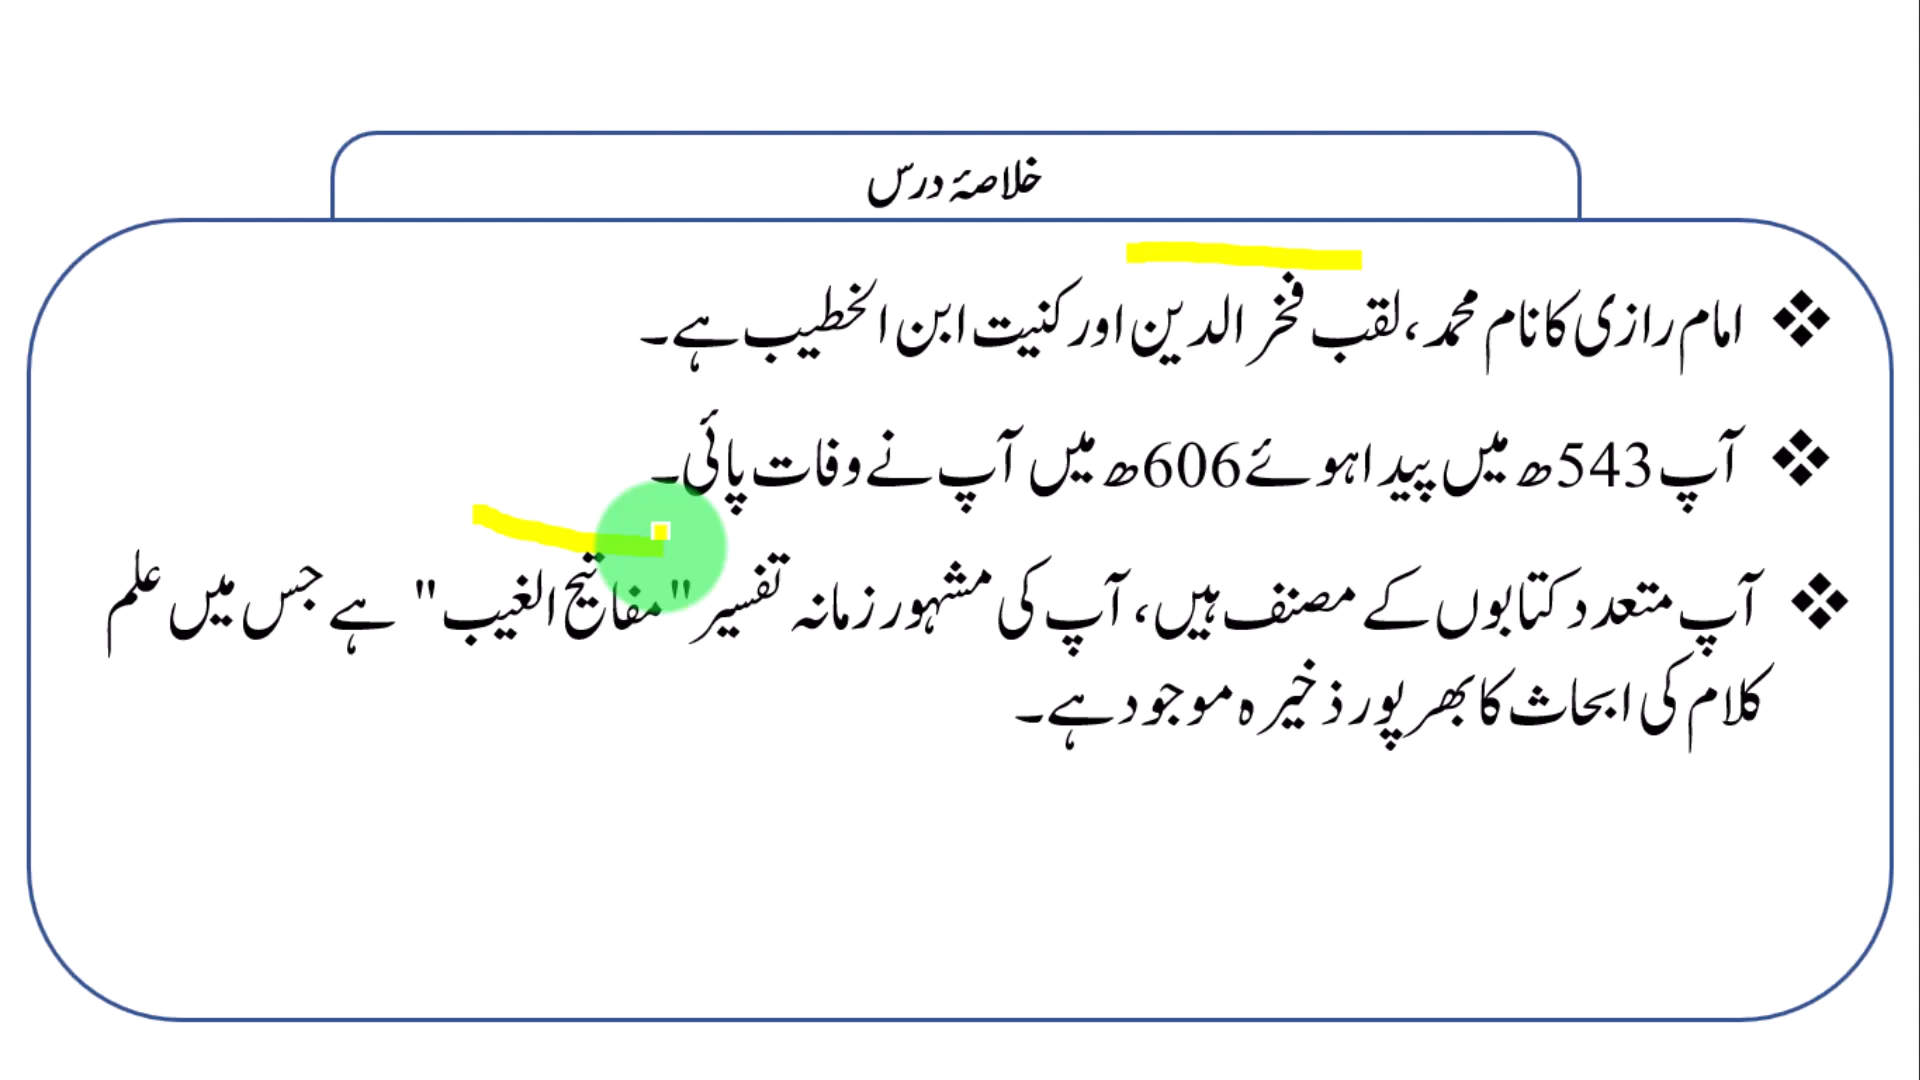 خلاصۂ درس
❖ امام رازی کا نام محمد، لقب فخر الدین اور کنیت ابن الخطیب ہے۔
❖ آپ 543ھ میں پیدا ہوئے 606ھ میں آپ نے وفات پائی۔
❖ آپ متعدد کتابوں کے مصنف ہیں، آپ کی مشہور زمانہ تفسیر "مفاتیح الغیب" ہے جس میں علم
کلام کی ابحاث کا بھر پور ذخیرہ موجود ہے۔